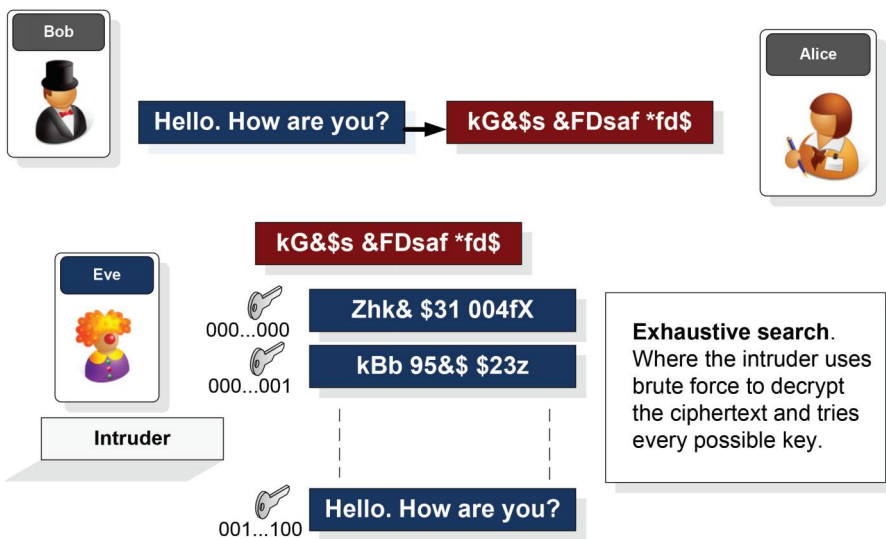 Bob
Alice
Hello. How are you?
kG&$s &FDsaf *fd$
kG&$s &FDsaf *fd$
Eve
Zhk& $31 004fX
000...000
kBb 95&$ $23z
000...001
Intruder
Exhaustive search.
Where the intruder uses
brute force to decrypt
the ciphertext and tries
every possible key.
Hello. How are you?
001...100